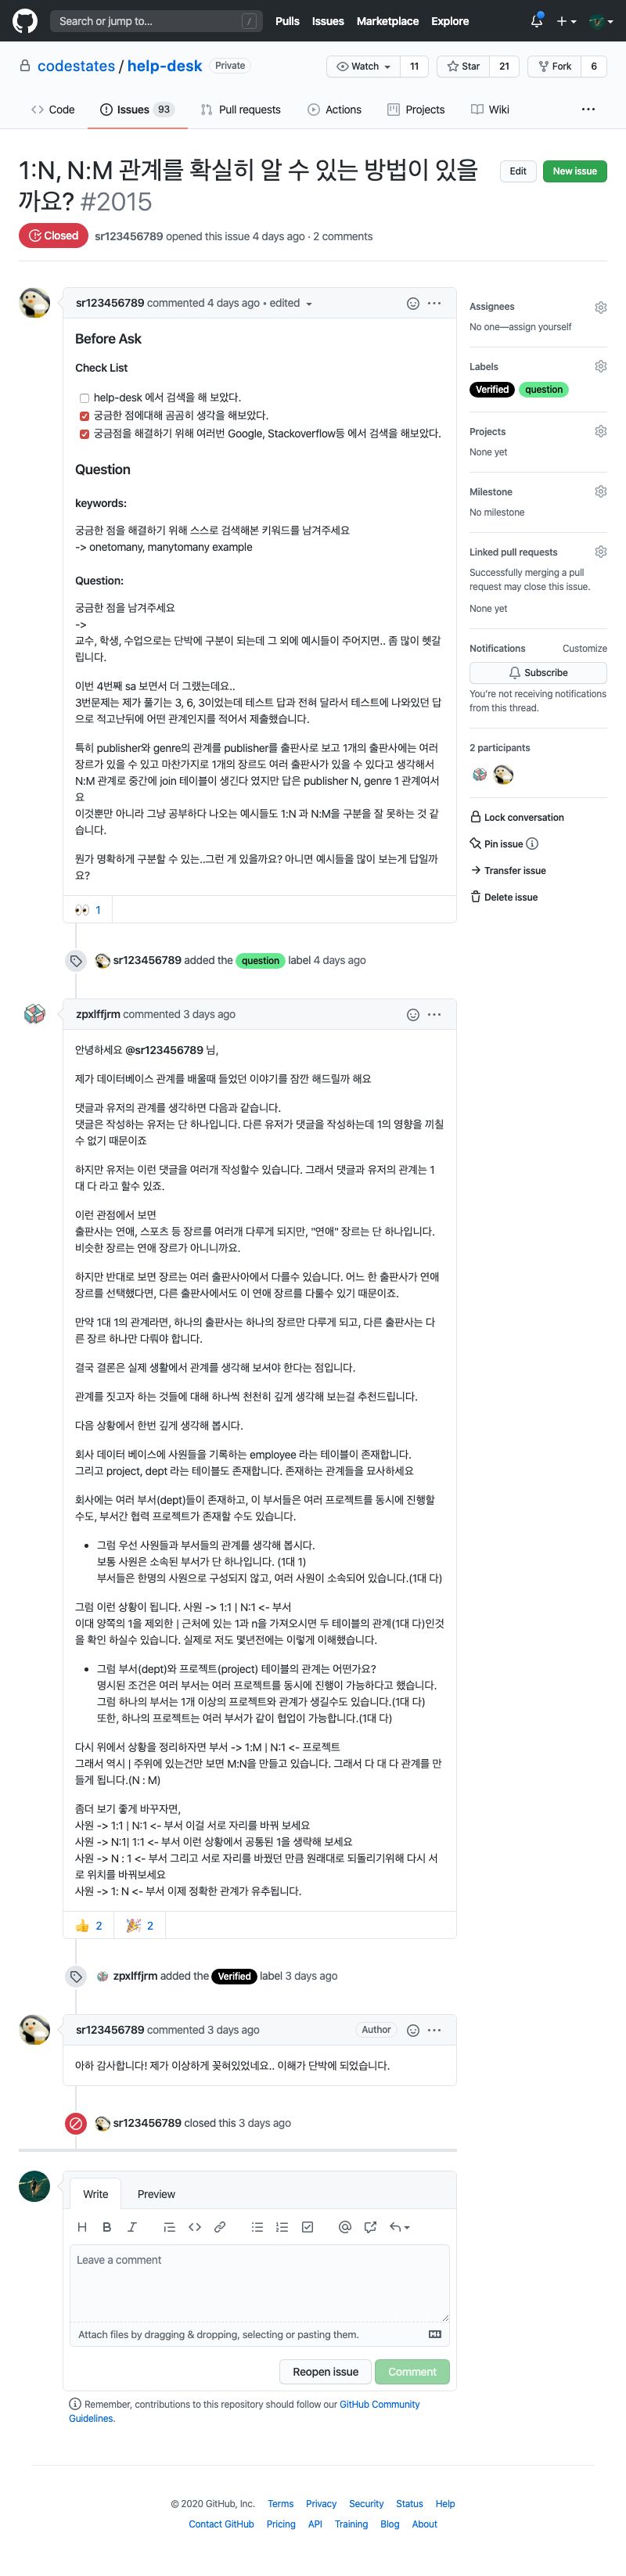 Search or jump to... /
Pulls Issues Marketplace Explore
codestates / help-desk Private
Watch 11 Star 21 Fork 6
Code Issues 93 Pull requests Actions Projects Wiki ...
1:N, N:M 관계를 확실히 알 수 있는 방법이 있을
까요? #2015
Edit New issue
Closed sr123456789 opened this issue 4 days ago · 2 comments
sr123456789 commented 4 days ago • edited
Before Ask
Check List
help-desk 에서 검색을 해 보았다.
궁금한 점에대해 곰곰히 생각을 해보았다.
궁금점을 해결하기 위해 여러번 Google, Stackoverflow등 에서 검색을 해보았다.
Question
keywords:
궁금한 점을 해결하기 위해 스스로 검색해본 키워드를 남겨주세요
-> onetomany, manytomany example
Question:
궁금한 점을 남겨주세요
->
교수, 학생, 수업으로는 단박에 구분이 되는데 그 외에 예시들이 주어지면.. 좀 많이 헷갈
립니다.
이번 4번째 sa 보면서 더 그랬는데요..
3번문제는 제가 풀기는 3, 6, 3이었는데 테스트 답과 전혀 달라서 테스트에 나와있던 답
으로 적고난뒤에 어떤 관계인지를 적어서 제출했습니다.
특히 publisher와 genre의 관계를 publisher를 출판사로 보고 1개의 출판사에는 여러
장르가 있을 수 있고 마찬가지로 1개의 장르도 여러 출판사가 있을 수 있다고 생각해서
N:M 관계로 중간에 join 테이블이 생긴다 였지만 답은 publisher N, genre 1 관계여서
요
이것뿐만 아니라 그냥 공부하다 나오는 예시들도 1:N 과 N:M을 구분을 잘 못하는 것 같
습니다.
뭔가 명확하게 구분할 수 있는..그런 게 있을까요? 아니면 예시들을 많이 보는게 답일까
요?
👀 1
sr123456789 added the question label 4 days ago
zpxlffjrm commented 3 days ago
안녕하세요 @sr123456789 님,
제가 데이터베이스 관계를 배울때 들었던 이야기를 잠깐 해드릴까 해요
댓글과 유저의 관계를 생각하면 다음과 같습니다.
댓글은 작성하는 유저는 단 하나입니다. 다른 유저가 댓글을 작성하는데 1의 영향을 끼칠
수 없기 때문이죠
하지만 유저는 이런 댓글을 여러개 작성할수 있습니다. 그래서 댓글과 유저의 관계는 1
대 다 라고 할수 있죠.
이런 관점에서 보면
출판사는 연애, 스포츠 등 장르를 여러개 다루게 되지만, "연애" 장르는 단 하나입니다.
비슷한 장르는 연애 장르가 아니니까요.
하지만 반대로 보면 장르는 여러 출판사아에서 다룰수 있습니다. 어느 한 출판사가 연애
장르를 선택했다면, 다른 출판사에서도 이 연애 장르를 다룰수 있기 때문이죠.
만약 1대 1의 관계라면, 하나의 출판사는 하나의 장르만 다루게 되고, 다른 출판사는 다
른 장르 하나만 다뤄야 합니다.
결국 결론은 실제 생활에서 관계를 생각해 보셔야 한다는 점입니다.
관계를 짓고자 하는 것들에 대해 하나씩 천천히 깊게 생각해 보는걸 추천드립니다.
다음 상황에서 한번 깊게 생각해 봅시다.
회사 데이터 베이스에 사원들을 기록하는 employee 라는 테이블이 존재합니다.
그리고 project, dept 라는 테이블도 존재합니다. 존재하는 관계들을 묘사하세요
회사에는 여러 부서(dept)들이 존재하고, 이 부서들은 여러 프로젝트를 동시에 진행할
수도, 부서간 협력 프로젝트가 존재할 수도 있습니다.
• 그럼 우선 사원들과 부서들의 관계를 생각해 봅시다.
보통 사원은 소속된 부서가 단 하나입니다. (1대 1)
부서들은 한명의 사원으로 구성되지 않고, 여러 사원이 소속되어 있습니다.(1대 다)
그럼 이런 상황이 됩니다. 사원 -> 1:1 | N:1 <- 부서
이대 양쪽의 1을 제외한 | 근처에 있는 1과 n을 가져오시면 두 테이블의 관계(1대 다)인것
을 확인 하실수 있습니다. 실제로 저도 몇년전에는 이렇게 이해했습니다.
• 그럼 부서(dept)와 프로젝트(project) 테이블의 관계는 어떤가요?
명시된 조건은 여러 부서는 여러 프로젝트를 동시에 진행이 가능하다고 했습니다.
그럼 하나의 부서는 1개 이상의 프로젝트와 관계가 생길수도 있습니다.(1대 다)
또한, 하나의 프로젝트는 여러 부서가 같이 협업이 가능합니다.(1대 다)
다시 위에서 상황을 정리하자면 부서 -> 1:M | N:1 <- 프로젝트
그래서 역시 | 주위에 있는건만 보면 M:N을 만들고 있습니다. 그래서 다 대 다 관계를 만
들게 됩니다.(N : M)
좀더 보기 좋게 바꾸자면,
사원 -> 1:1 | N:1 <- 부서 이걸 서로 자리를 바꿔 보세요
사원 -> N:1| 1:1 <- 부서 이런 상황에서 공통된 1을 생략해 보세요
사원 -> N : 1 <- 부서 그리고 서로 자리를 바꿨던 만큼 원래대로 되돌리기위해 다시 서
로 위치를 바꿔보세요
사원 -> 1: N <- 부서 이제 정확한 관계가 유추됩니다.
👍 2 🎉 2
zpxlffjrm added the Verified label 3 days ago
sr123456789 commented 3 days ago Author
아하 감사합니다! 제가 이상하게 꽂혀있었네요.. 이해가 단박에 되었습니다.
sr123456789 closed this 3 days ago
Write Preview
Leave a comment
Attach files by dragging & dropping, selecting or pasting them.
Reopen issue Comment
Remember, contributions to this repository should follow our GitHub Community
Guidelines.
Assignees
No one—assign yourself
Labels
Verified question
Projects
None yet
Milestone
No milestone
Linked pull requests
Successfully merging a pull
request may close this issue.
None yet
Notifications Customize
Subscribe
You're not receiving notifications
from this thread.
2 participants
Lock conversation
Pin issue
Transfer issue
Delete issue
© 2020 GitHub, Inc. Terms Privacy Security Status Help
Contact GitHub Pricing API Training Blog About